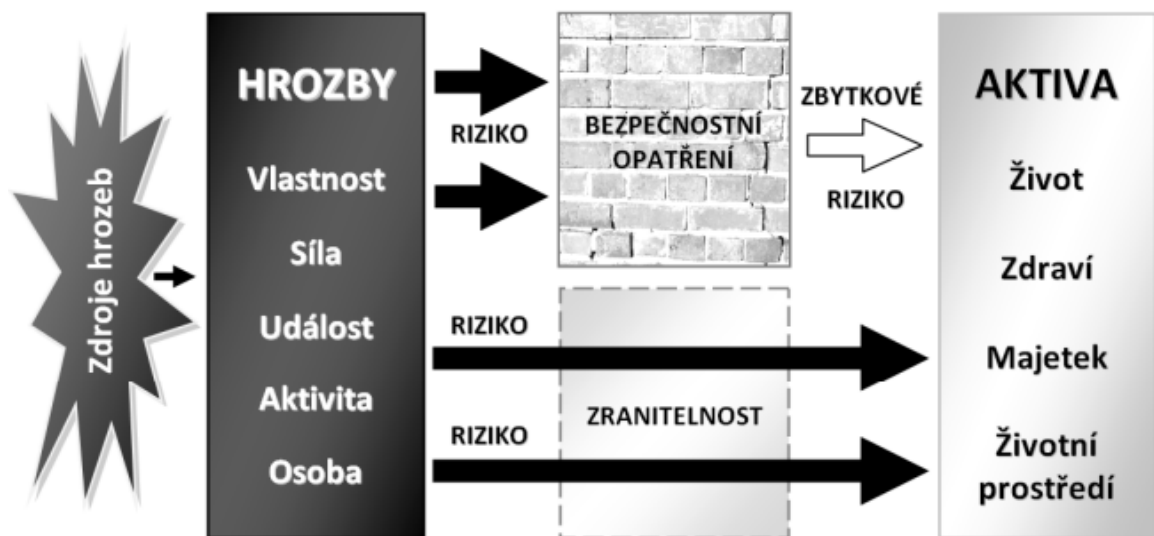 Zdroje hrozeb
HROZBY
Vlastnost
Síla
Událost
Aktivita
Osoba
RIZIKO
BEZPEČNOSTNÍ
OPATŘENÍ
ZBYTKOVÉ
RIZIKO
RIZIKO
ZRANITELNOST
RIZIKO
AKTIVA
Život
Zdraví
Majetek
Životní
prostředí